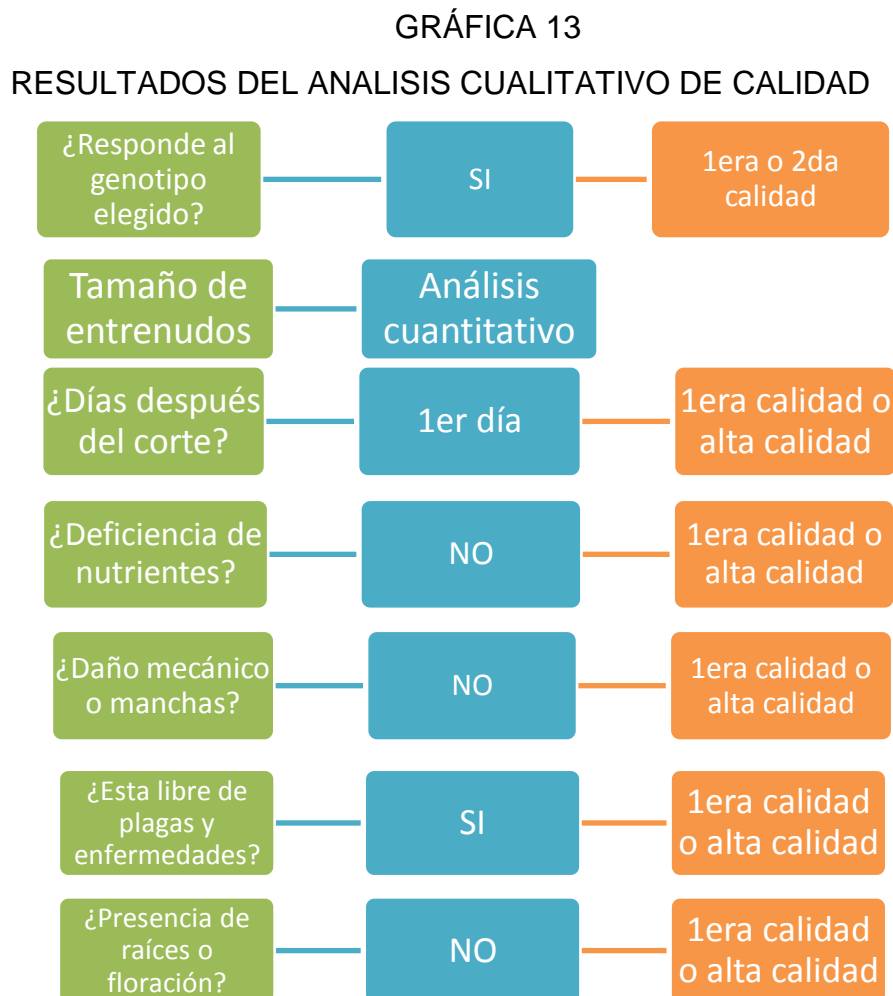 GRÁFICA 13
RESULTADOS DEL ANALISIS CUALITATIVO DE CALIDAD
¿Responde al
genotipo
elegido?
SI
1era o 2da
calidad
Tamaño de
entrenudos
Análisis
cuantitativo
¿Días después
del corte?
1er día
1era calidad o
alta calidad
¿Deficiencia de
nutrientes?
NO
1era calidad o
alta calidad
¿Daño mecánico
o manchas?
NO
1era calidad o
alta calidad
¿Esta libre de
plagas y
enfermedades?
SI
1era calidad
o alta calidad
¿Presencia de
raíces o
floración?
NO
1era calidad
o alta calidad